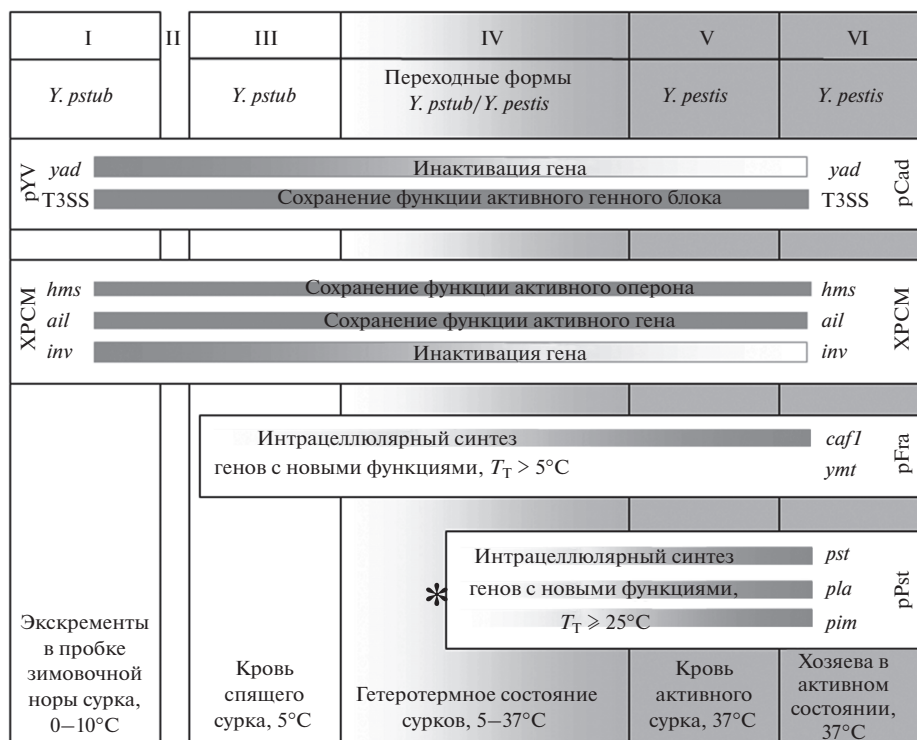 I II III IV V VI
Y. pstub Y. pstub Переходные формы
Y. pstub/Y. pestis Y. pestis Y. pestis
pYV
yad Инактивация гена yad
T3SS Сохранение функции активного генного блока T3SS
pCad
ХРСМ
hms Сохранение функции активного оперона hms
ail Сохранение функции активного гена ail
inv Инактивация гена inv
ХРСМ
Интрацеллюлярный синтез caf1
генов с новыми функциями, T_T > 5°C ymt
pFra
*
Интрацеллюлярный синтез pst
генов с новыми функциями, pla
T_T ⩾ 25°C pim
pPst
Экскременты
в пробке
зимовочной
норы сурка,
0–10°C
Кровь
спящего
сурка, 5°C
Гетеротермное состояние
сурков, 5–37°C
Кровь
активного
сурка, 37°C
Хозяева в
активном
состоянии,
37°C